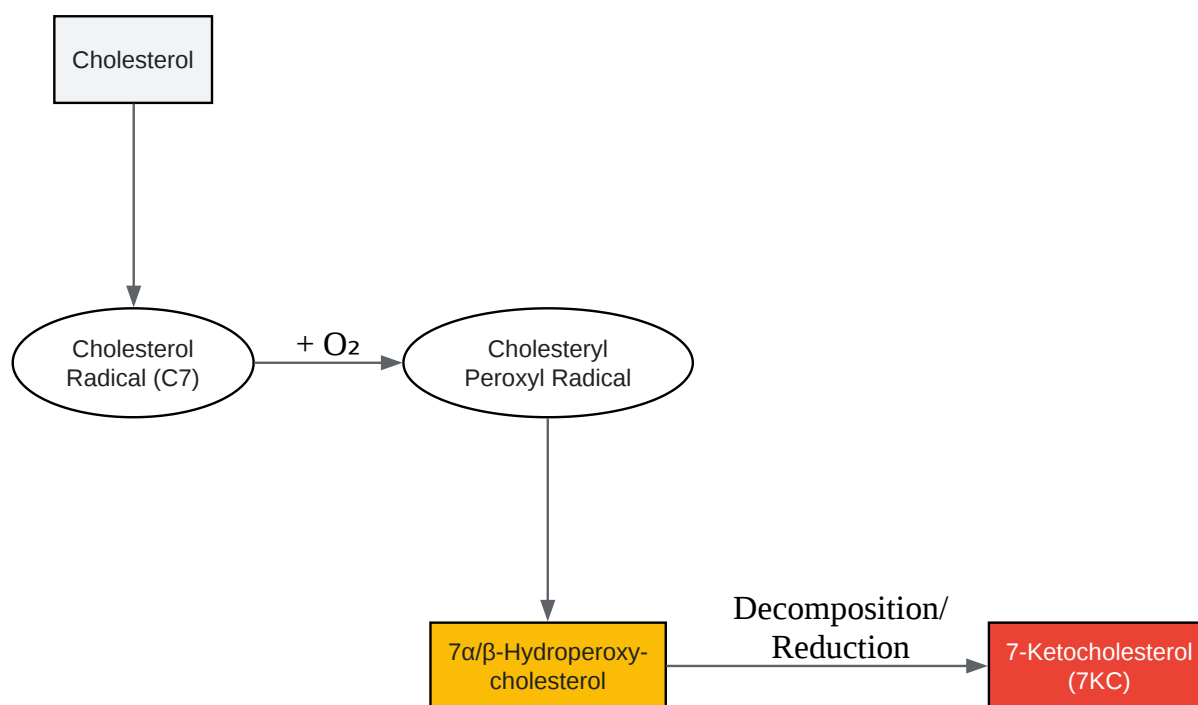 Cholesterol
Cholesterol
Radical (C7)
+ O₂
Cholesteryl
Peroxyl Radical
7α/β-Hydroperoxy-
cholesterol
Decomposition/
Reduction
7-Ketocholesterol
(7KC)